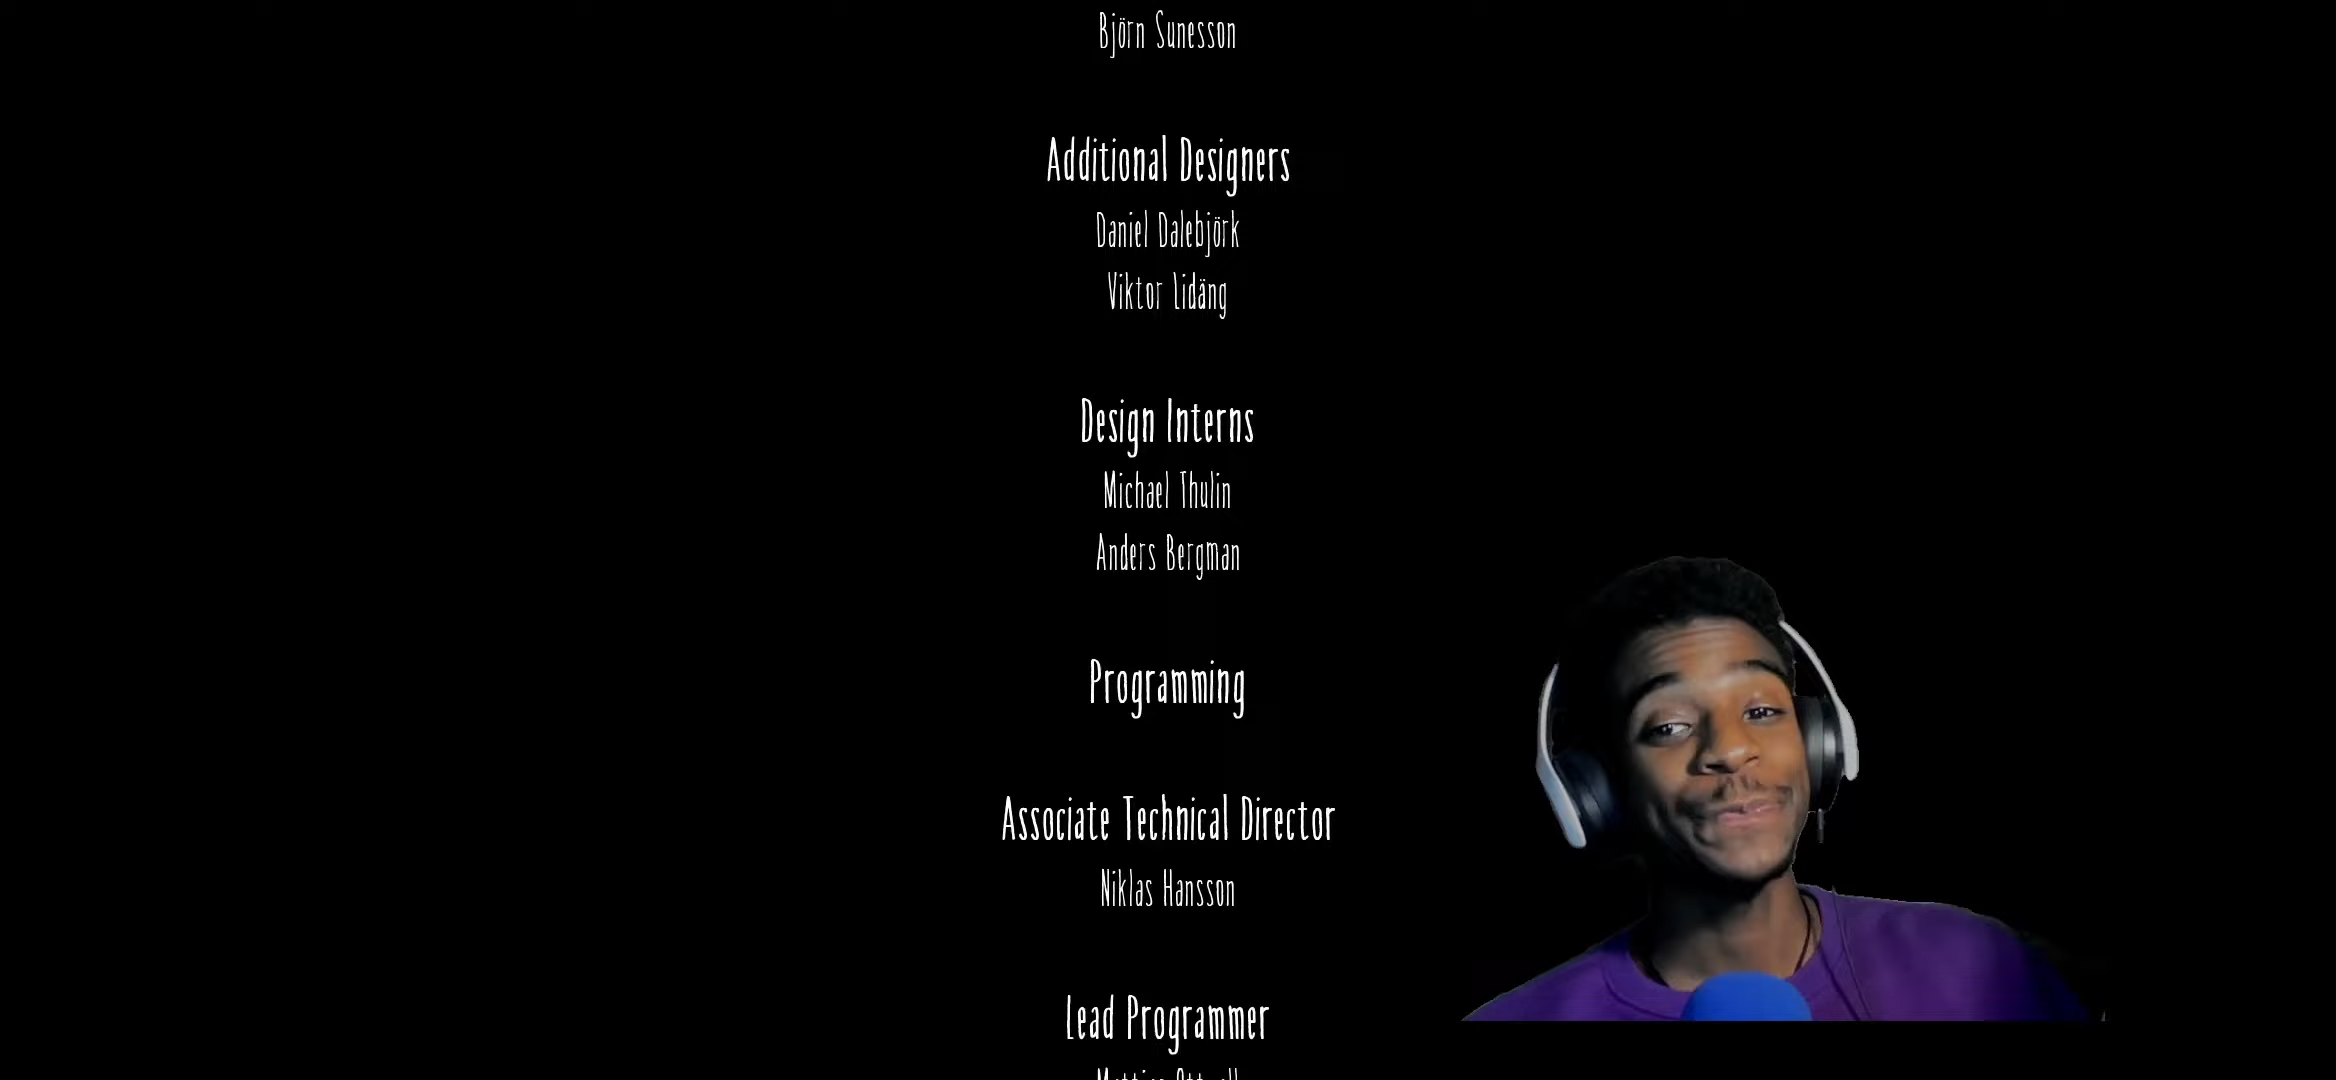 Björn Sunesson
Additional Designers
Daniel Dalebjörk
Viktor Lidäng
Design Interns
Michael Thulin
Anders Bergman
Programming
Associate Technical Director
Niklas Hansson
Lead Programmer